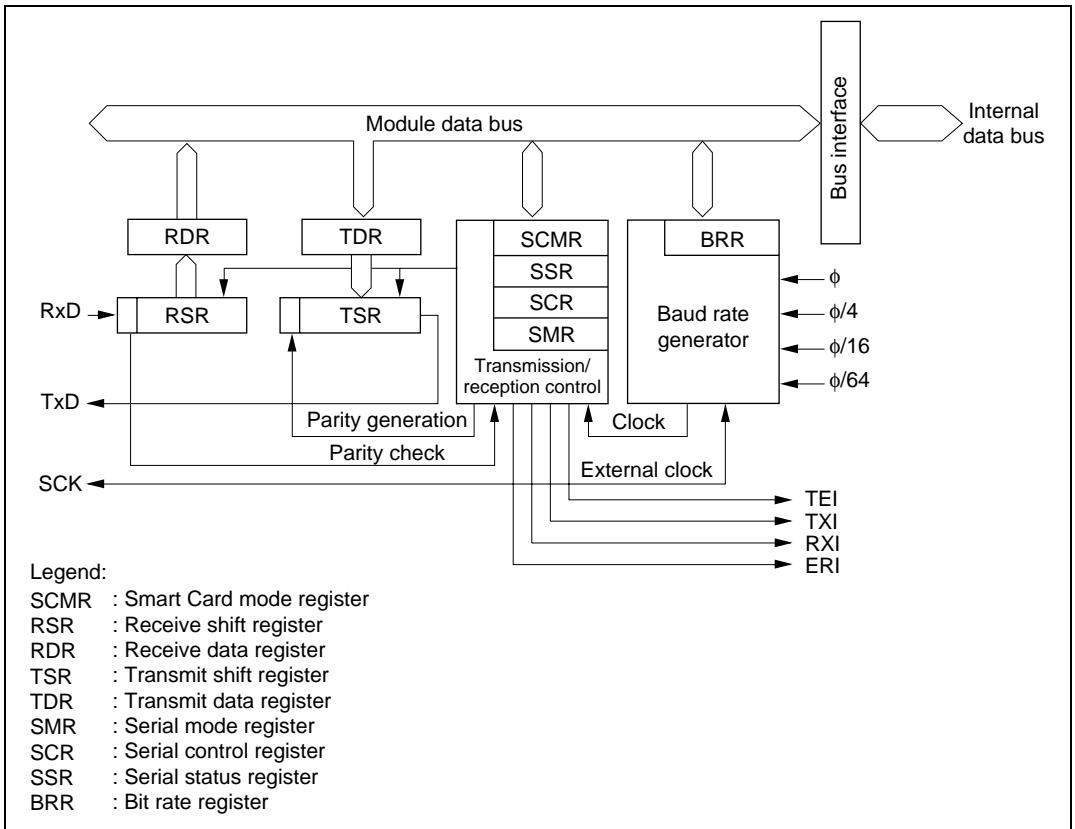 Module data bus
Bus interface
Internal
data bus
RDR
TDR
SCMR
BRR
SSR
RxD
RSR
TSR
SCR
SMR
Baud rate
generator
ϕ
ϕ/4
ϕ/16
ϕ/64
Transmission/
reception control
TxD
Parity generation
Clock
Parity check
External clock
SCK
TEI
TXI
RXI
ERI
Legend:
SCMR : Smart Card mode register
RSR : Receive shift register
RDR : Receive data register
TSR : Transmit shift register
TDR : Transmit data register
SMR : Serial mode register
SCR : Serial control register
SSR : Serial status register
BRR : Bit rate register